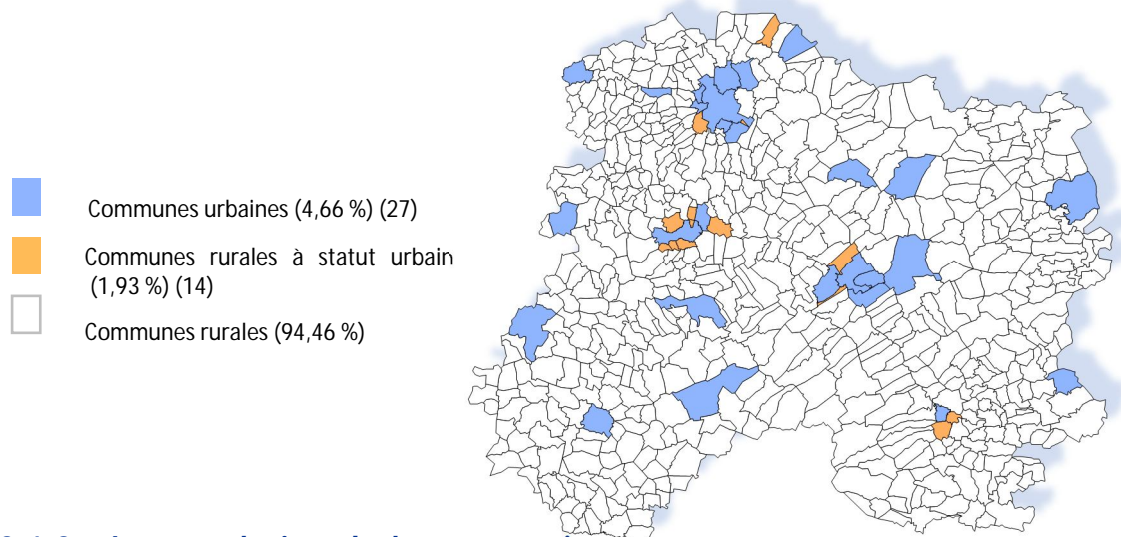 Communes urbaines (4,66 %) (27)
Communes rurales à statut urbain
(1,93 %) (14)
Communes rurales (94,46 %)